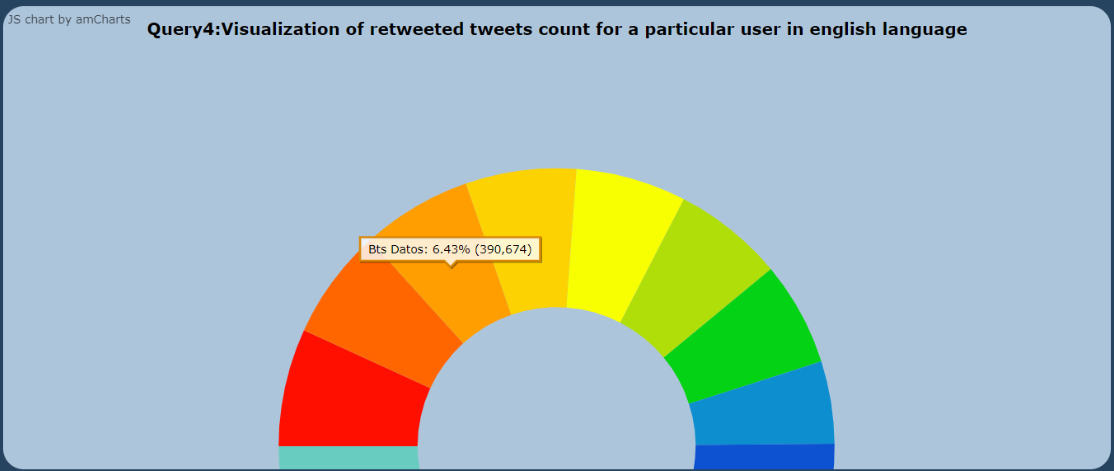 JS chart by amCharts
Query4:Visualization of retweeted tweets count for a particular user in english language
Bts Datos: 6.43% (390,674)